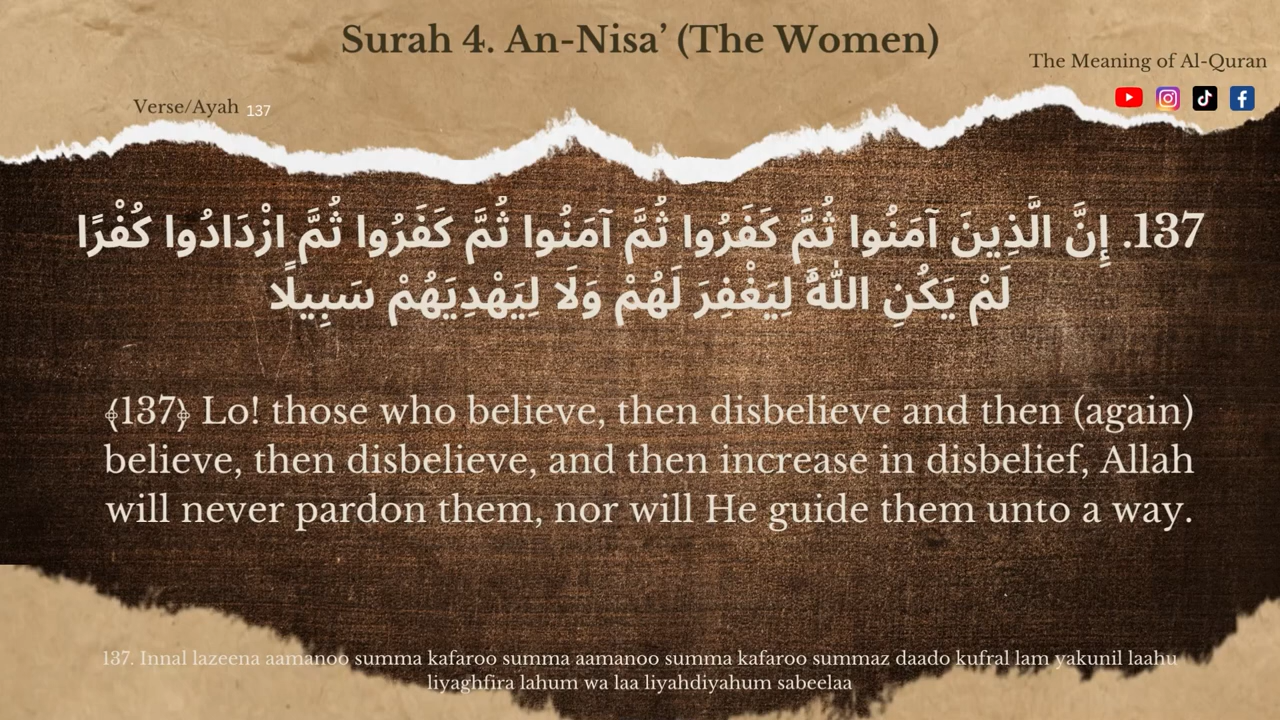 Surah 4. An-Nisa’ (The Women)
The Meaning of Al-Quran
Verse/Ayah 137
137. إِنَّ الَّذِينَ آمَنُوا ثُمَّ كَفَرُوا ثُمَّ آمَنُوا ثُمَّ كَفَرُوا ثُمَّ ازْدَادُوا كُفْرًا
لَمْ يَكُنِ اللَّهُ لِيَغْفِرَ لَهُمْ وَلَا لِيَهْدِيَهُمْ سَبِيلًا
﴾137﴿ Lo! those who believe, then disbelieve and then (again)
believe, then disbelieve, and then increase in disbelief, Allah
will never pardon them, nor will He guide them unto a way.
137. Innal lazeena aamanoo summa kafaroo summa aamanoo summa kafaroo summaz daado kufral lam yakunil laahu
liyaghfira lahum wa laa liyahdiyahum sabeelaa